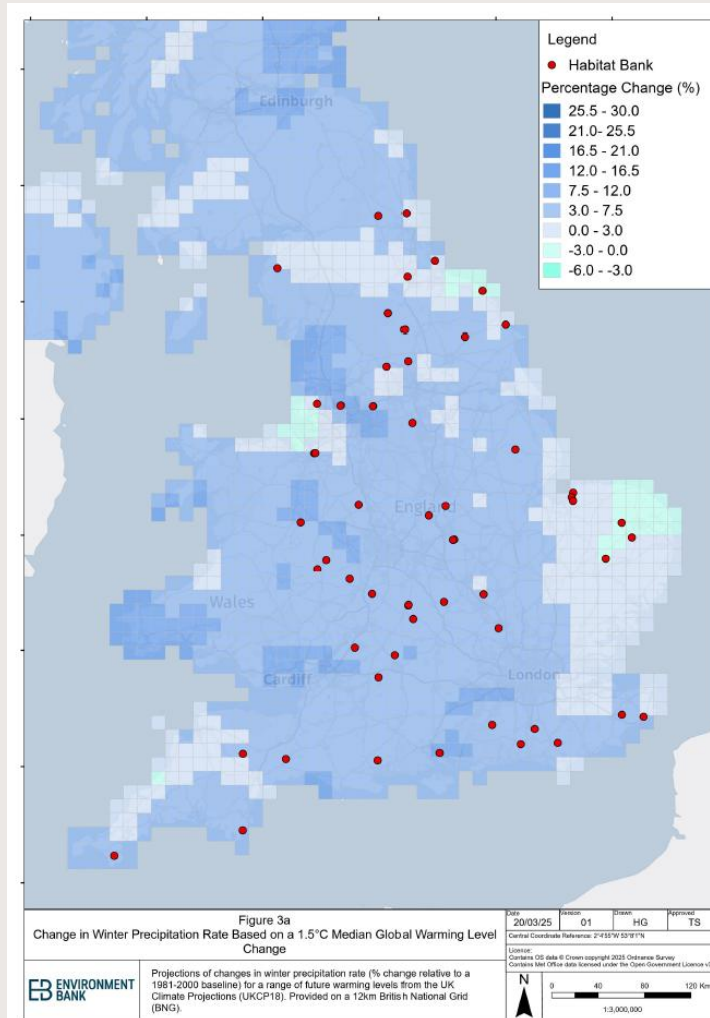 Legend
Habitat Bank
Percentage Change (%)
25.5 - 30.0
21.0- 25.5
16.5 - 21.0
12.0 - 16.5
7.5 - 12.0
3.0 - 7.5
0.0 - 3.0
-3.0 - 0.0
-6.0 - -3.0
Edinburgh
England
Wales
Cardiff
London
Figure 3a
Change in Winter Precipitation Rate Based on a 1.5°C Median Global Warming Level
Change
Date
20/03/25
Version
01
Drawn
HG
Approved
TS
Central Coordinate Reference: 2°4'55"W 53°8'1"N
Licence:
Contains OS data © Crown copyright 2025 Ordnance Survey
Contains Met Office data licensed under the Open Government Licence v3
EB ENVIRONMENT
BANK
Projections of changes in winter precipitation rate (% change relative to a
1981-2000 baseline) for a range of future warming levels from the UK
Climate Projections (UKCP18). Provided on a 12km British National Grid
(BNG).
N
0 40 80 120 Km
1:3,000,000